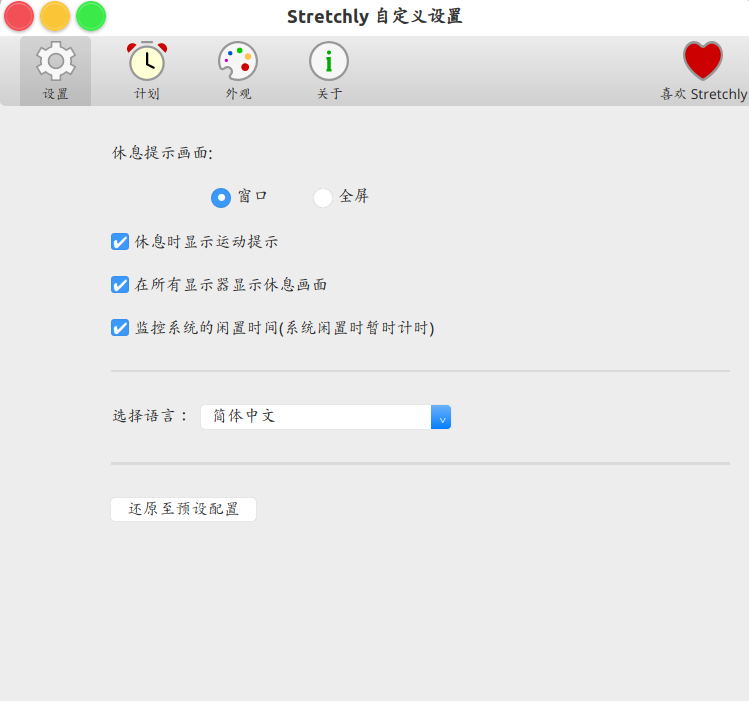 Stretchly 自定义设置
设置 计划 外观 关于 喜欢 Stretchly
休息提示画面:
窗口 全屏
休息时显示运动提示
在所有显示器显示休息画面
监控系统的闲置时间(系统闲置时暂时计时)
选择语言： 简体中文
还原至预设配置